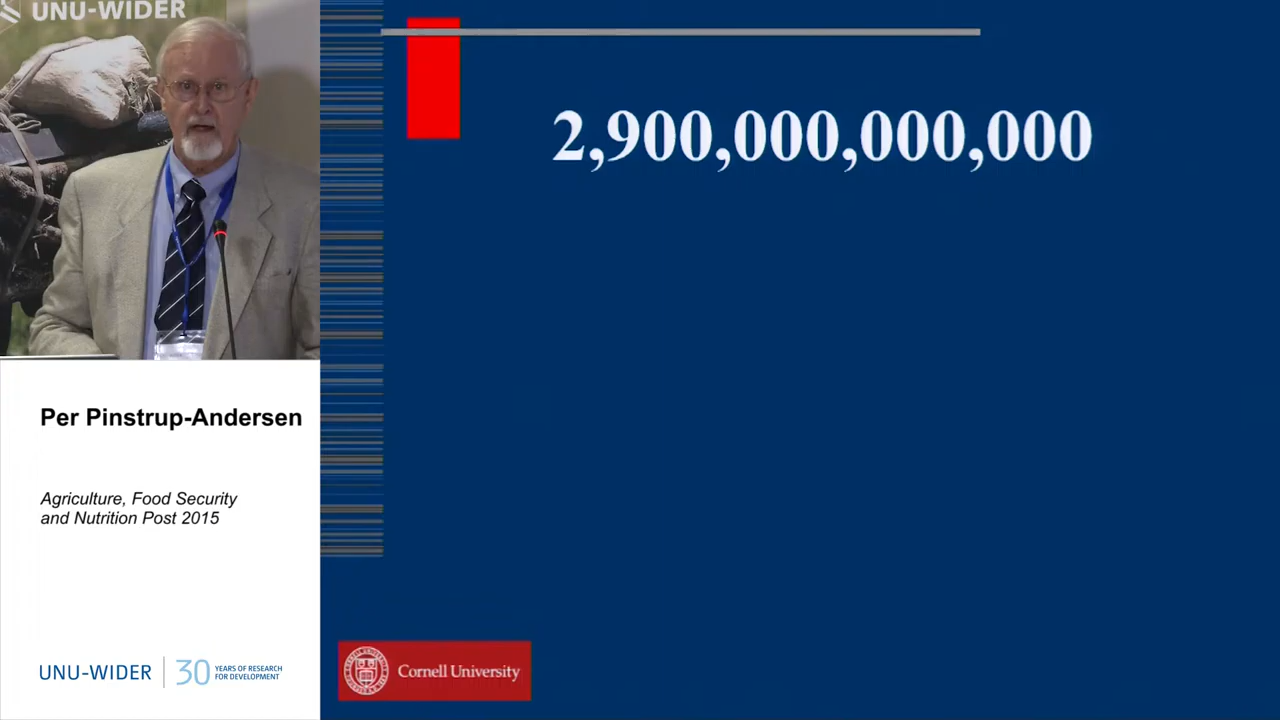 UNU-WIDER
2,900,000,000,000
Per Pinstrup-Andersen
Agriculture, Food Security
and Nutrition Post 2015
UNU-WIDER
30 YEARS OF RESEARCH
FOR DEVELOPMENT
Cornell University